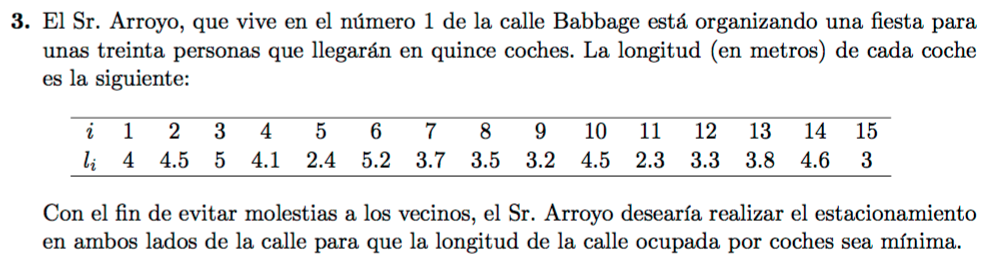 3. El Sr. Arroyo, que vive en el número 1 de la calle Babbage está organizando una fiesta para
unas treinta personas que llegarán en quince coches. La longitud (en metros) de cada coche
es la siguiente:
i 1 2 3 4 5 6 7 8 9 10 11 12 13 14 15
lᵢ 4 4.5 5 4.1 2.4 5.2 3.7 3.5 3.2 4.5 2.3 3.3 3.8 4.6 3
Con el fin de evitar molestias a los vecinos, el Sr. Arroyo desearía realizar el estacionamiento
en ambos lados de la calle para que la longitud de la calle ocupada por coches sea mínima.